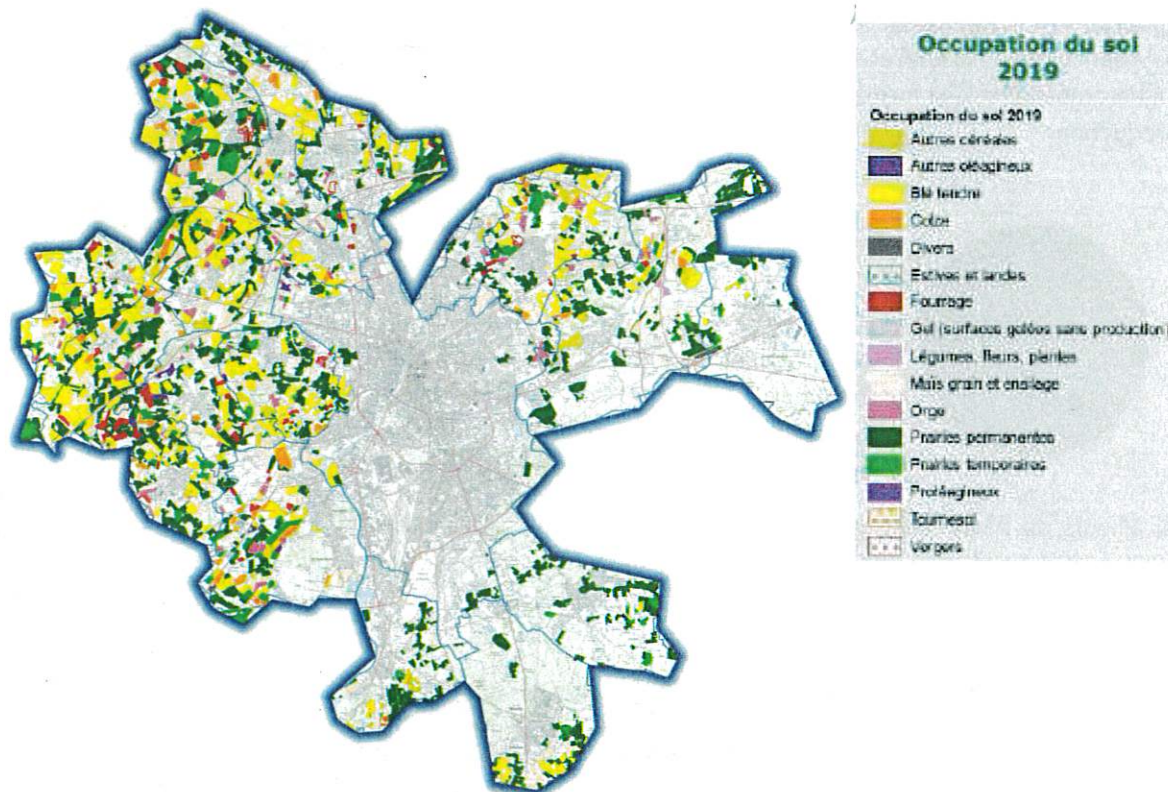 Occupation du sol
2019
Occupation du sol 2019
Autres céréales
Autres oléagineux
Blé tendre
Colza
Divers
Estives et landes
Fourrage
Gel (surfaces gelées sans production)
Légumes, fleurs, plantes
Maïs grain et ensilage
Orge
Prairies permanentes
Prairies temporaires
Protéagineux
Tournesol
Vergers